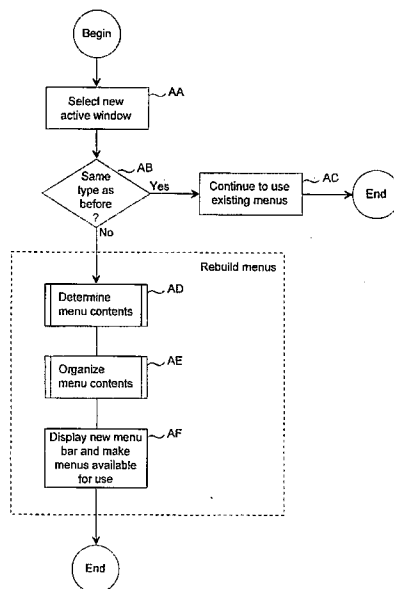 Begin
AA
Select new
active window
AB
Same
type as
before
?
Yes
AC
Continue to use
existing menus
End
No
Rebuild menus
AD
Determine
menu contents
AE
Organize
menu contents
AF
Display new menu
bar and make
menus available
for use
End